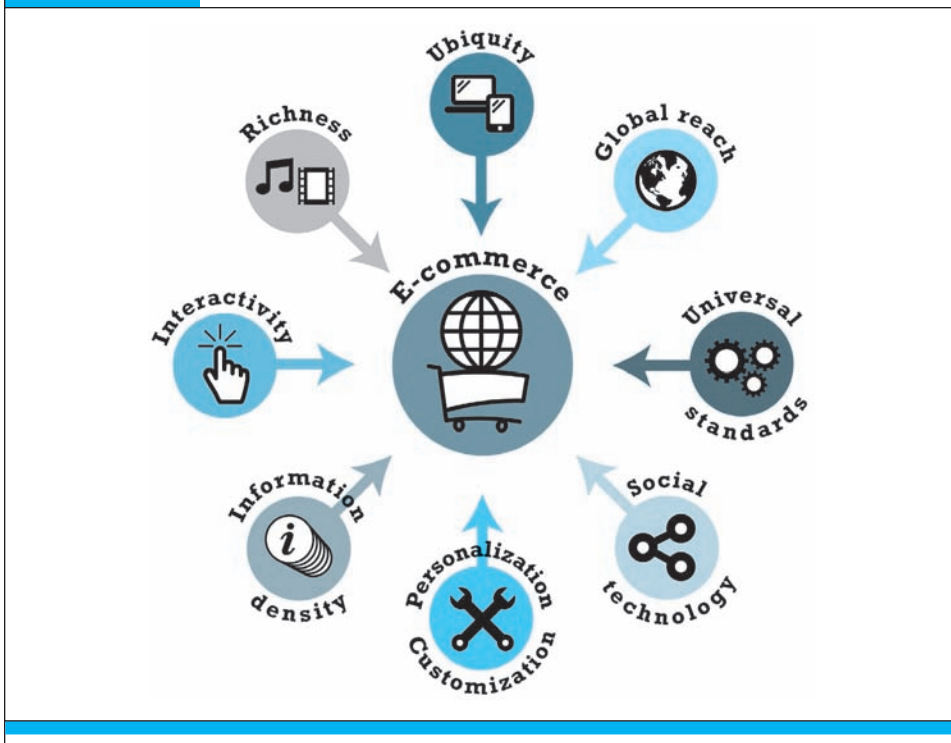 Ubiquity
Global reach
Universal
standards
Social
technology
Personalization
Customization
Information
density
Interactivity
Richness
E-commerce
i